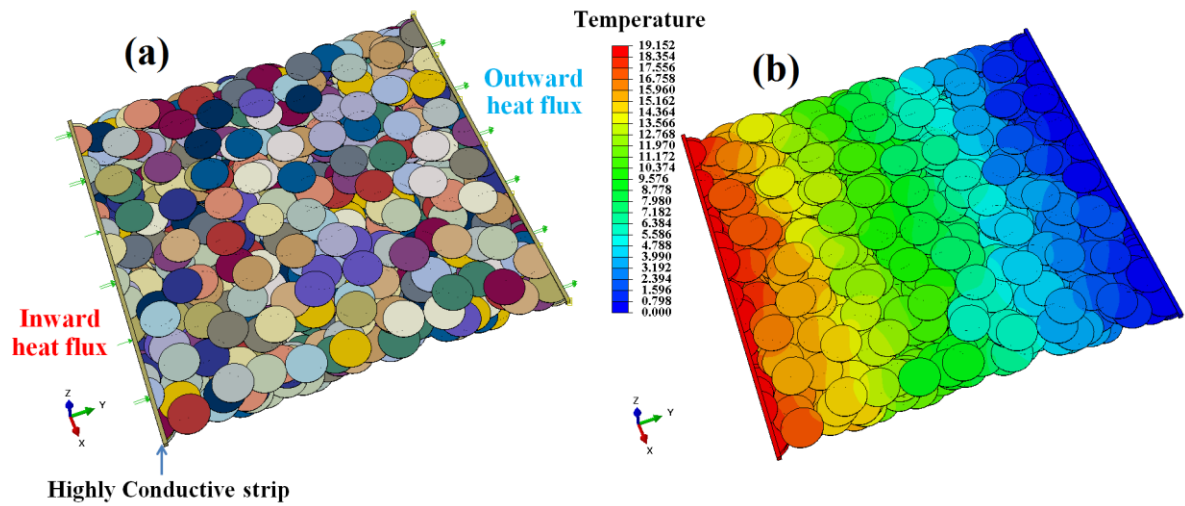 (a)
Outward
heat flux
Inward
heat flux
Z
Y
X
Highly Conductive strip
Temperature
19.152
18.354
17.556
16.758
15.960
15.162
14.364
13.566
12.768
11.970
11.172
10.374
9.576
8.778
7.980
7.182
6.384
5.586
4.788
3.990
3.192
2.394
1.596
0.798
0.000
(b)
Z
Y
X